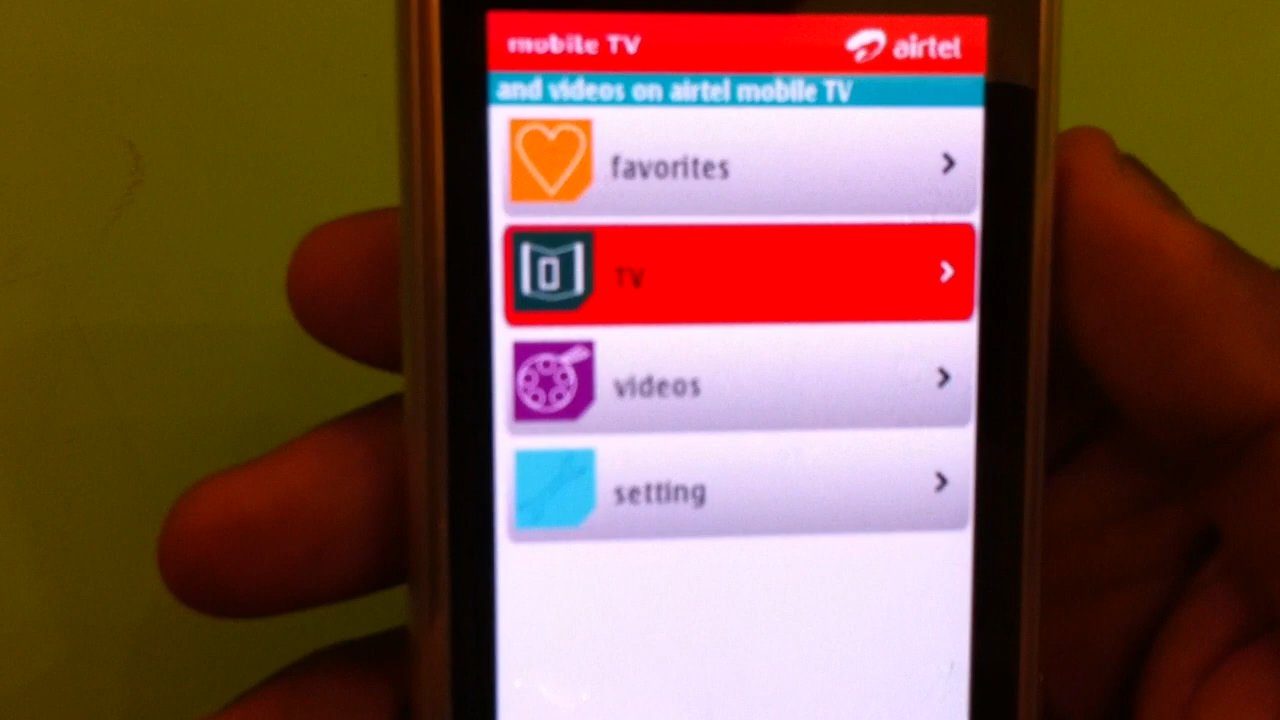 mobile TV airtel
and videos on airtel mobile TV
favorites
TV
videos
setting